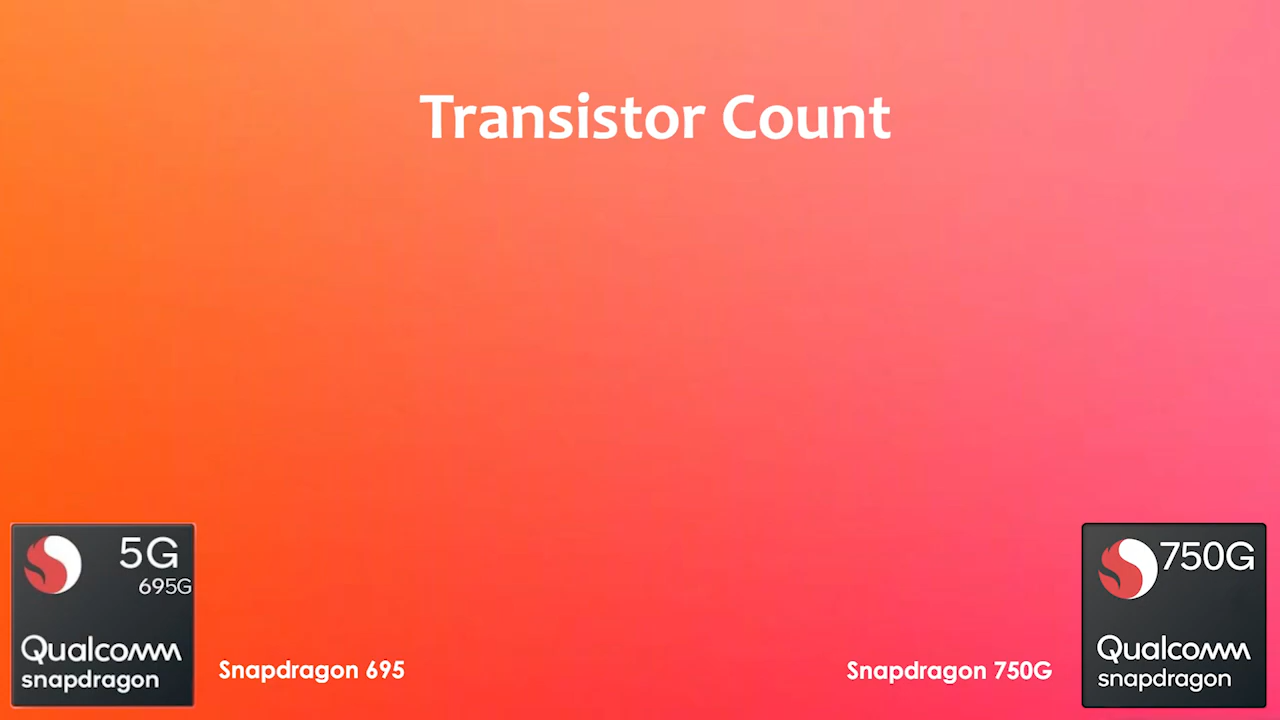 Transistor Count
5G
695G
Qualcomm
snapdragon
Snapdragon 695
Snapdragon 750G
750G
Qualcomm
snapdragon